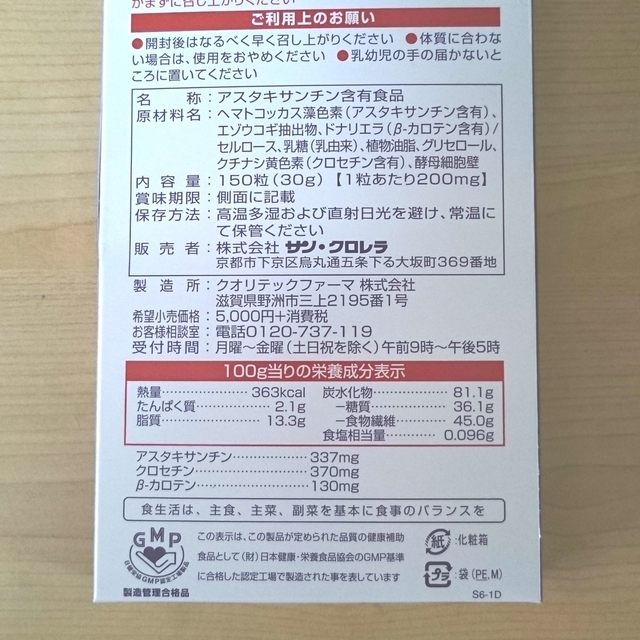 かまずに召し上がりください
ご利用上のお願い
●開封後はなるべく早く召し上がりください ●体質に合わな
い場合は、使用をおやめください ●乳幼児の手の届かないと
ころに置いてください
名称：アスタキサンチン含有食品
原材料名：ヘマトコッカス藻色素（アスタキサンチン含有）、
エゾウコギ抽出物、ドナリエラ（β-カロテン含有）/
セルロース、乳糖（乳由来）、植物油脂、グリセロール、
クチナシ黄色素（クロセチン含有）、酵母細胞壁
内容量：150粒（30g）【1粒あたり200mg】
賞味期限：側面に記載
保存方法：高温多湿および直射日光を避け、常温に
て保管ください
販売者：株式会社 サン・クロレラ
京都市下京区烏丸通五条下る大坂町369番地
製造所：クオリテックファーマ 株式会社
滋賀県野洲市三上2195番1号
希望小売価格：5,000円＋消費税
お客様相談室：電話0120-737-119
受付時間：月曜〜金曜（土日祝を除く）午前9時〜午後5時
100g当りの栄養成分表示
熱量 363kcal
たんぱく質 2.1g
脂質 13.3g
炭水化物 81.1g
－糖質 36.1g
－食物繊維 45.0g
食塩相当量 0.096g
アスタキサンチン 337mg
クロセチン 370mg
β-カロテン 130mg
食生活は、主食、主菜、副菜を基本に食事のバランスを
GMP
日健栄協GMP認定工場製品
製造管理合格品
この表示は、この製品が定められた品質の健康補助
食品として（財）日本健康・栄養食品協会のGMP基準
に合格した認定工場で製造された事を表しています
紙：化粧箱
プラ：袋（PE,M）
S6-1D